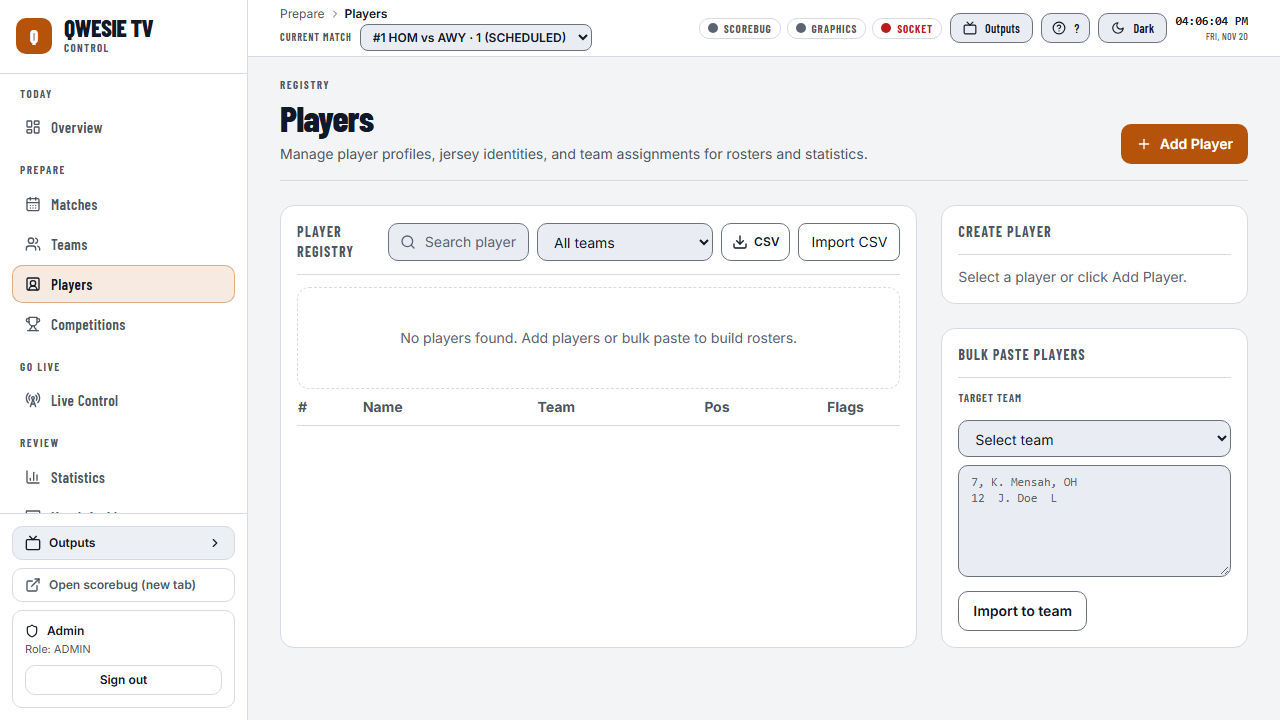 Q
QWESIE TV
CONTROL
TODAY
Overview
PREPARE
Matches
Teams
Players
Competitions
GO LIVE
Live Control
REVIEW
Statistics
Outputs
Open scorebug (new tab)
Admin
Role: ADMIN
Sign out
Prepare > Players
CURRENT MATCH
#1 HOM vs AWY · 1 (SCHEDULED)
SCOREBUG
GRAPHICS
SOCKET
Outputs
?
Dark
04:06:04 PM
FRI, NOV 20
REGISTRY
Players
Manage player profiles, jersey identities, and team assignments for rosters and statistics.
+ Add Player
PLAYER
REGISTRY
Search player
All teams
CSV
Import CSV
No players found. Add players or bulk paste to build rosters.
# Name Team Pos Flags
CREATE PLAYER
Select a player or click Add Player.
BULK PASTE PLAYERS
TARGET TEAM
Select team
7, K. Mensah, OH
12 J. Doe L
Import to team